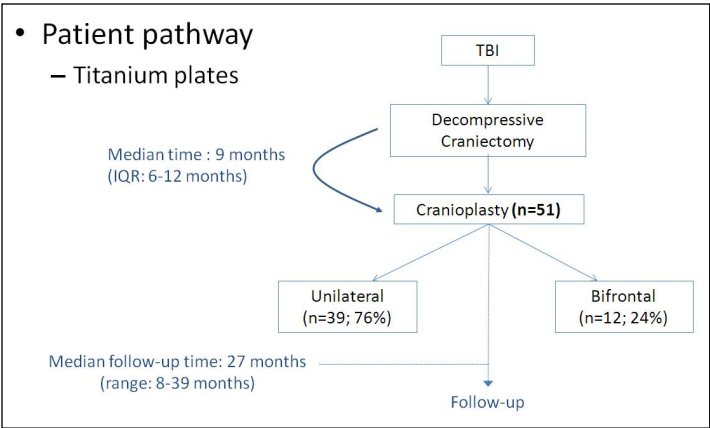 • Patient pathway
– Titanium plates
TBI
Decompressive
Craniectomy
Median time : 9 months
(IQR: 6-12 months)
Cranioplasty (n=51)
Unilateral
(n=39; 76%)
Bifrontal
(n=12; 24%)
Median follow-up time: 27 months
(range: 8-39 months)
Follow-up